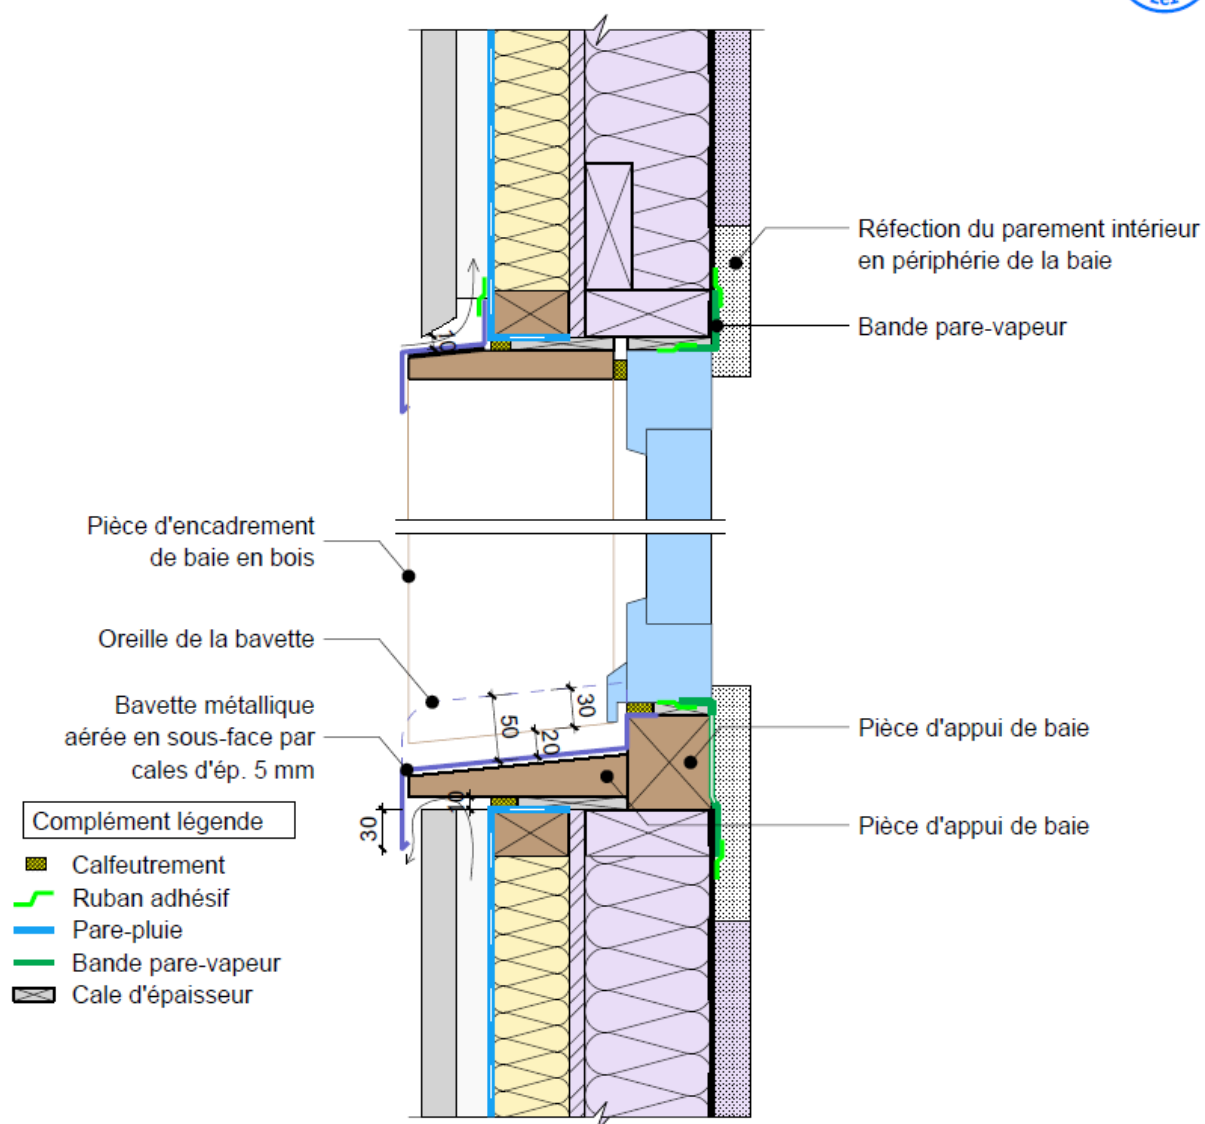 Réfection du parement intérieur
en périphérie de la baie
Bande pare-vapeur
10
Pièce d'encadrement
de baie en bois
Oreille de la bavette
Bavette métallique
aérée en sous-face par
cales d'ép. 5 mm
30
50
20
10
30
Pièce d'appui de baie
Pièce d'appui de baie
Complément légende
Calfeutrement
Ruban adhésif
Pare-pluie
Bande pare-vapeur
Cale d'épaisseur